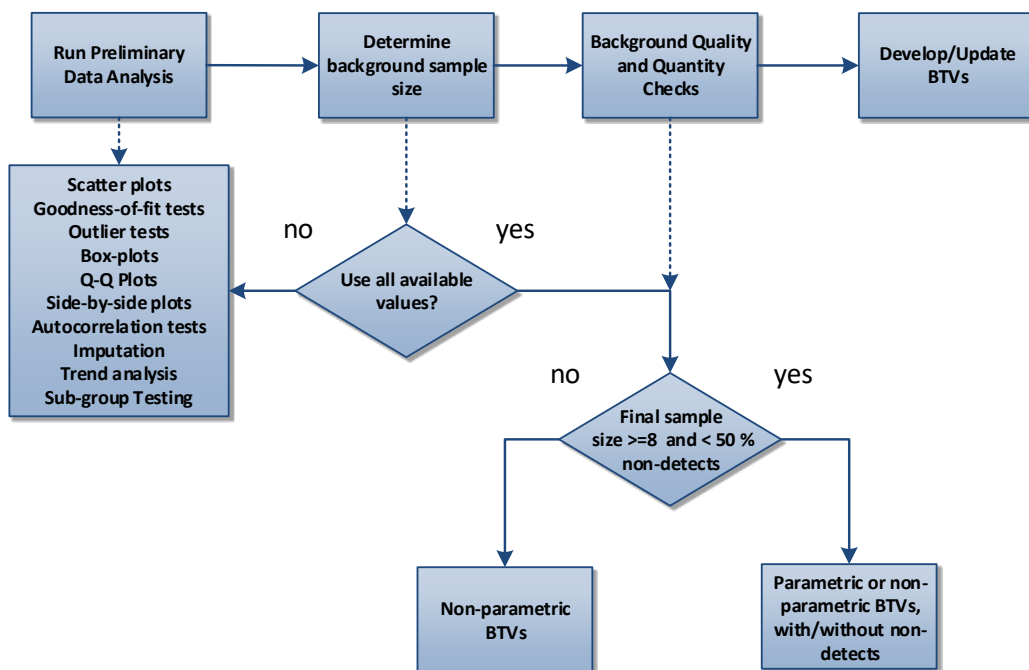 Run Preliminary
Data Analysis
Determine
background sample
size
Background Quality
and Quantity
Checks
Develop/Update
BTVs
Scatter plots
Goodness-of-fit tests
Outlier tests
Box-plots
Q-Q Plots
Side-by-side plots
Autocorrelation tests
Imputation
Trend analysis
Sub-group Testing
no
yes
Use all available
values?
no
yes
Final sample
size >=8 and < 50 %
non-detects
Non-parametric
BTVs
Parametric or non-
parametric BTVs,
with/without non-
detects